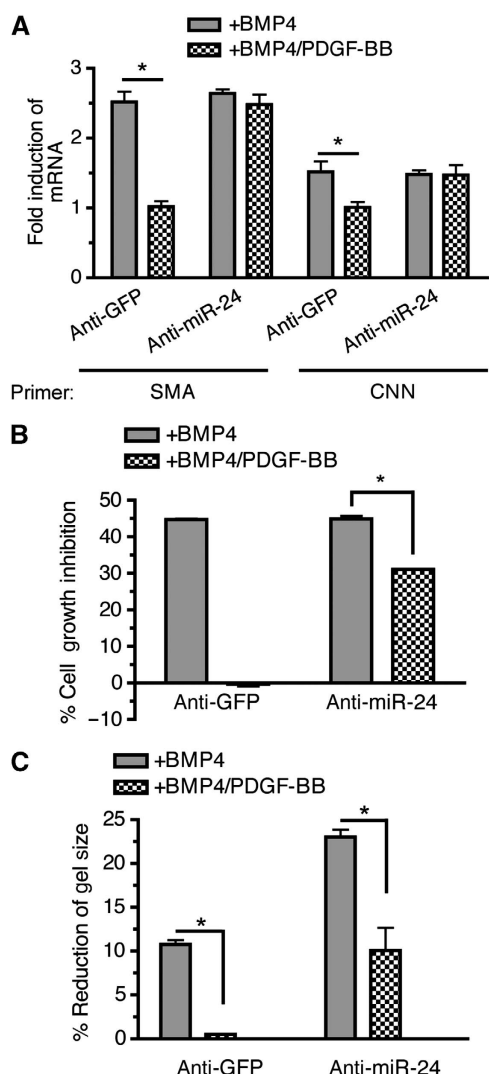 A
+BMP4
+BMP4/PDGF-BB
Fold induction of
mRNA
3
2
1
0
*
*
Anti-GFP
Anti-miR-24
Anti-GFP
Anti-miR-24
Primer:
SMA
CNN
B
+BMP4
+BMP4/PDGF-BB
% Cell growth inhibition
50
40
30
20
10
0
−10
*
Anti-GFP
Anti-miR-24
C
+BMP4
+BMP4/PDGF-BB
% Reduction of gel size
25
20
15
10
5
0
*
*
Anti-GFP
Anti-miR-24